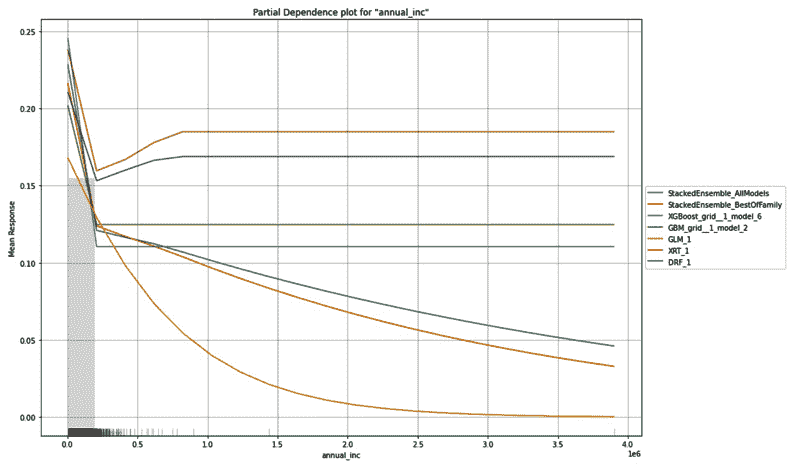 Partial Dependence plot for "annual_inc"
0.25
0.20
0.15
0.10
0.05
0.00
Mean Response
0.0
0.5
1.0
1.5
2.0
2.5
3.0
3.5
4.0
1e6
annual_inc
StackedEnsemble_AllModels
StackedEnsemble_BestOfFamily
XGBoost_grid__1_model_6
GBM_grid__1_model_2
GLM_1
XRT_1
DRF_1